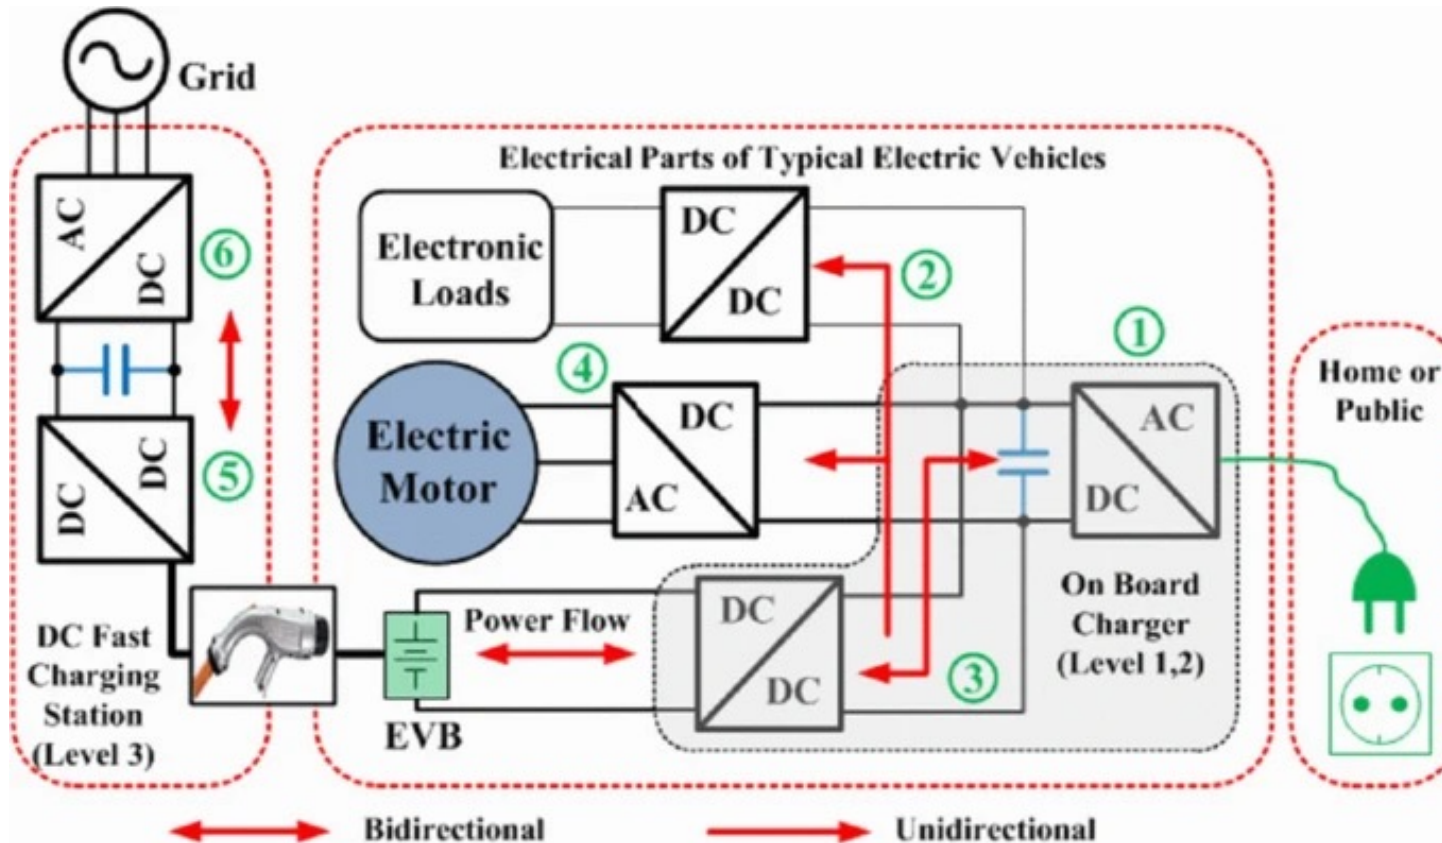 Grid
AC
DC
6
DC
DC
5
DC Fast
Charging
Station
(Level 3)
Electrical Parts of Typical Electric Vehicles
Electronic
Loads
DC
DC
2
1
4
Electric
Motor
DC
AC
AC
DC
Power Flow
EVB
DC
DC
3
On Board
Charger
(Level 1,2)
Home or
Public
Bidirectional
Unidirectional